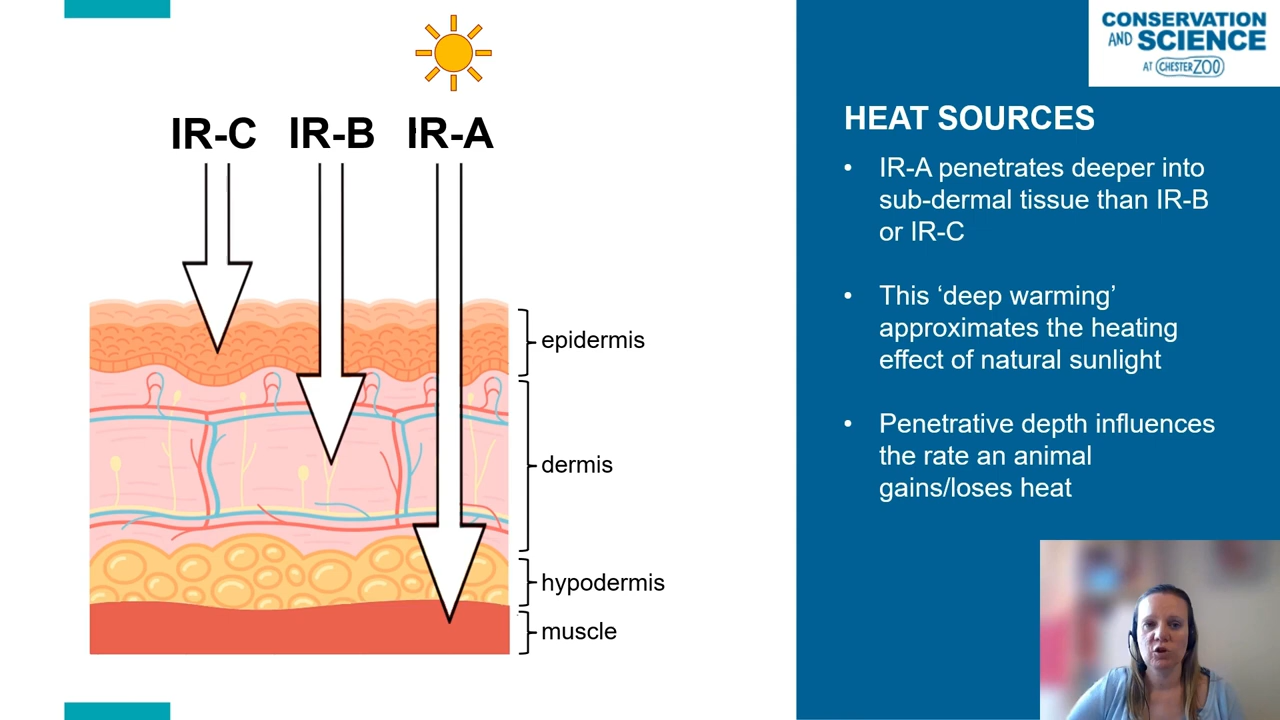 CONSERVATION
AND SCIENCE
AT CHESTER ZOO
IR-C IR-B IR-A
epidermis
dermis
hypodermis
muscle
HEAT SOURCES
• IR-A penetrates deeper into
sub-dermal tissue than IR-B
or IR-C
• This ‘deep warming’
approximates the heating
effect of natural sunlight
• Penetrative depth influences
the rate an animal
gains/loses heat